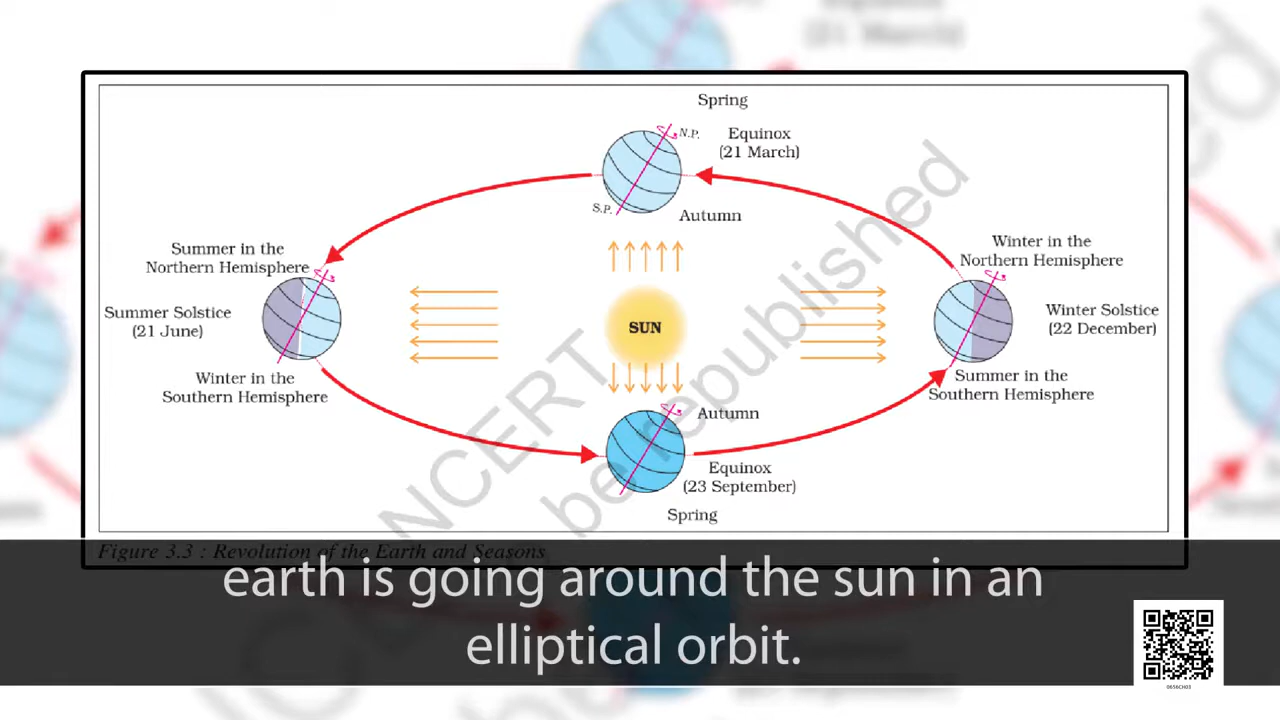 Spring
Equinox
(21 March)
N.P.
S.P.
Autumn
Summer in the
Northern Hemisphere
Summer Solstice
(21 June)
Winter in the
Southern Hemisphere
SUN
Winter in the
Northern Hemisphere
Winter Solstice
(22 December)
Summer in the
Southern Hemisphere
Autumn
Equinox
(23 September)
Spring
NCERT
be republished
Figure 3.3 : Revolution of the Earth and Seasons
earth is going around the sun in an
elliptical orbit.
0656CH03